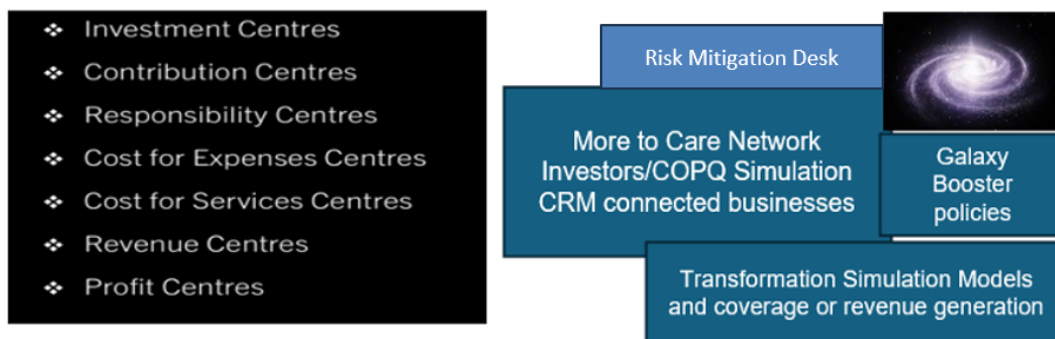 ❖ Investment Centres
❖ Contribution Centres
❖ Responsibility Centres
❖ Cost for Expenses Centres
❖ Cost for Services Centres
❖ Revenue Centres
❖ Profit Centres
Risk Mitigation Desk
More to Care Network
Investors/COPQ Simulation
CRM connected businesses
Galaxy
Booster
policies
Transformation Simulation Models
and coverage or revenue generation